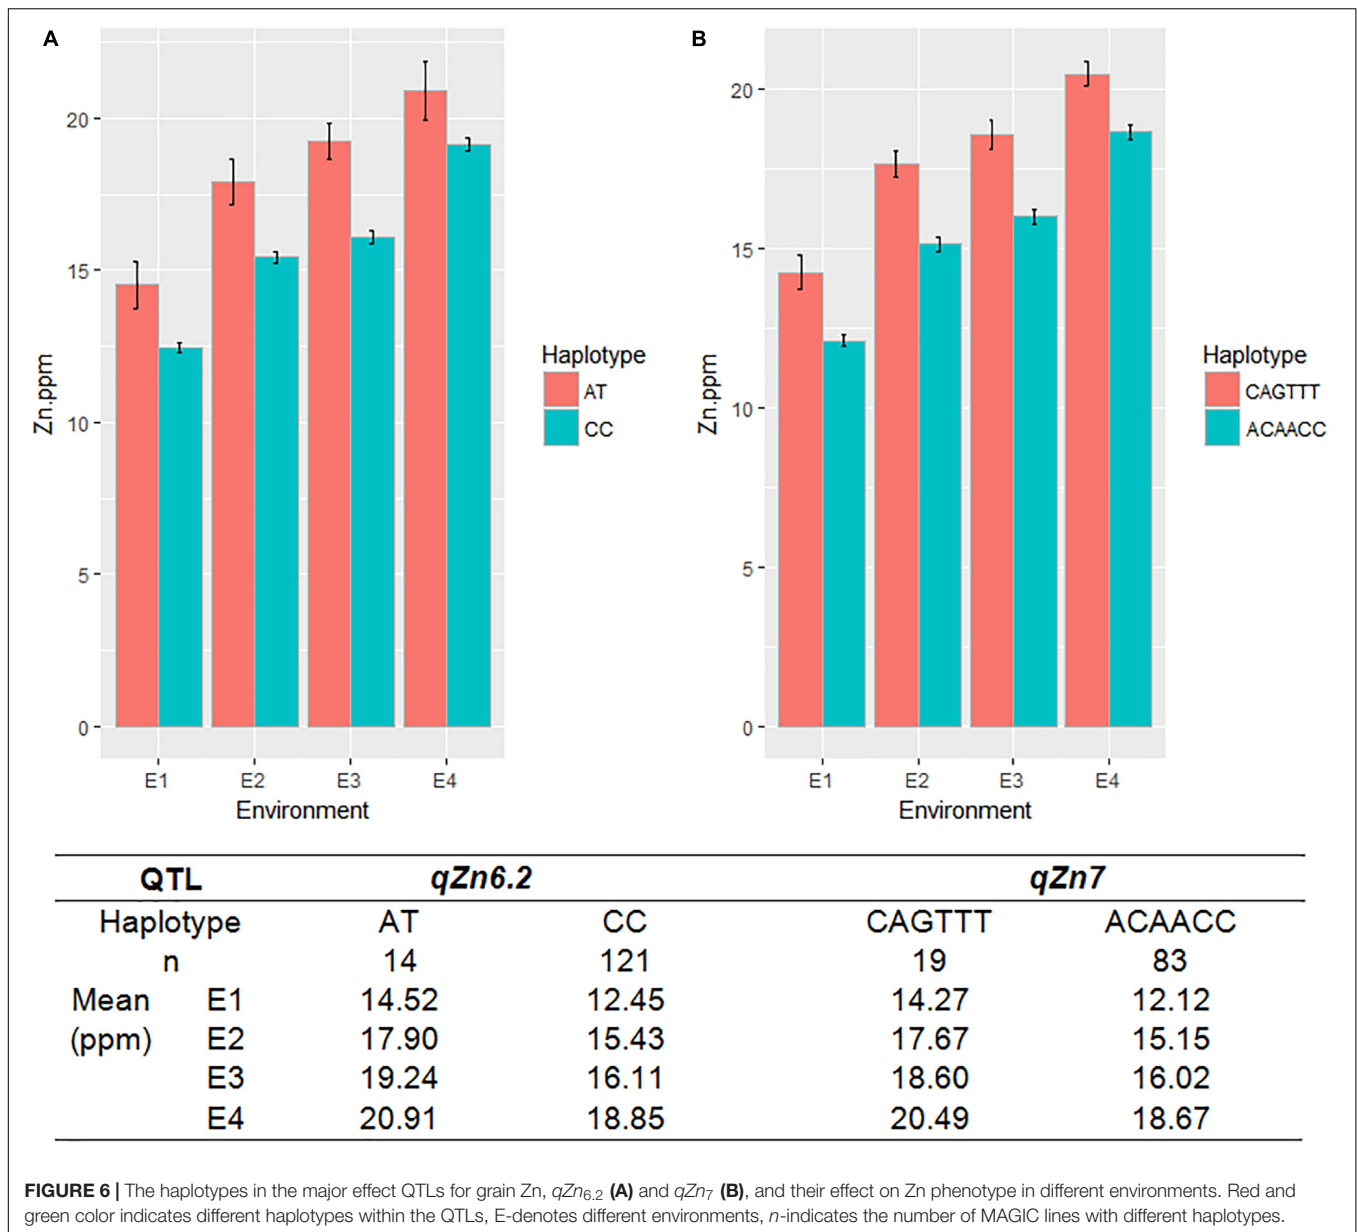 A
20
15
10
5
0
Zn.ppm
E1 E2 E3 E4
Environment
Haplotype
AT
CC
B
20
15
10
5
0
Zn.ppm
E1 E2 E3 E4
Environment
Haplotype
CAGTTT
ACAACC
QTL qZn6.2 qZn7
Haplotype AT CC CAGTTT ACAACC
n 14 121 19 83
Mean E1 14.52 12.45 14.27 12.12
(ppm) E2 17.90 15.43 17.67 15.15
E3 19.24 16.11 18.60 16.02
E4 20.91 18.85 20.49 18.67
FIGURE 6 | The haplotypes in the major effect QTLs for grain Zn, qZn6.2 (A) and qZn7 (B), and their effect on Zn phenotype in different environments. Red and
green color indicates different haplotypes within the QTLs, E-denotes different environments, n-indicates the number of MAGIC lines with different haplotypes.